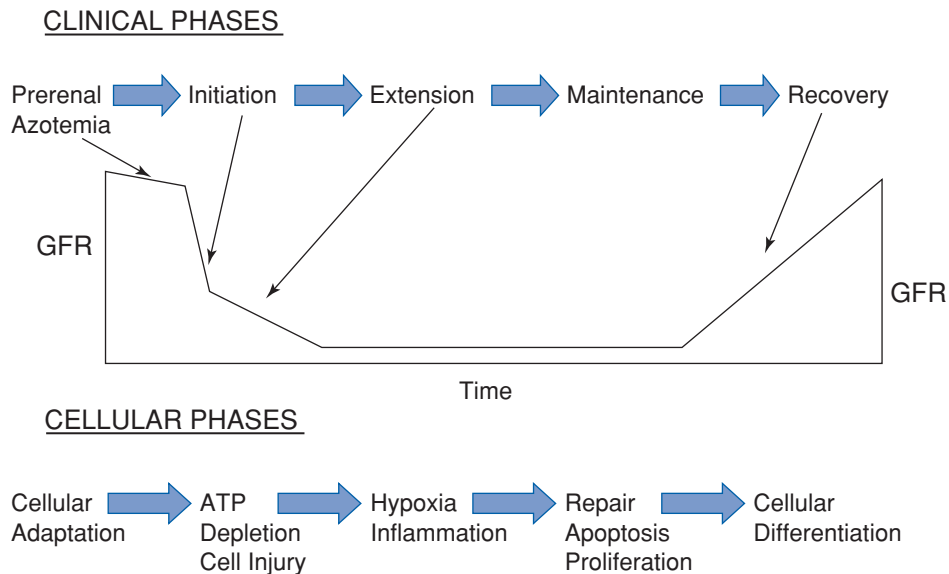 CLINICAL PHASES
Prerenal Azotemia
Initiation
Extension
Maintenance
Recovery
GFR
GFR
Time
CELLULAR PHASES
Cellular Adaptation
ATP Depletion Cell Injury
Hypoxia Inflammation
Repair Apoptosis Proliferation
Cellular Differentiation